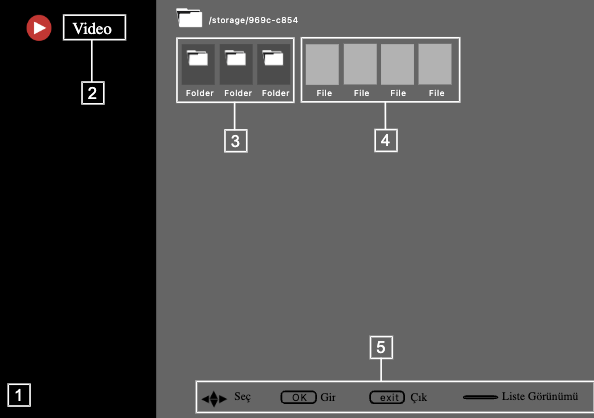 Video
2
/storage/969c-c854
Folder Folder Folder File File File File
3 4
5
1
Seç OK Gir exit Çık Liste Görünümü